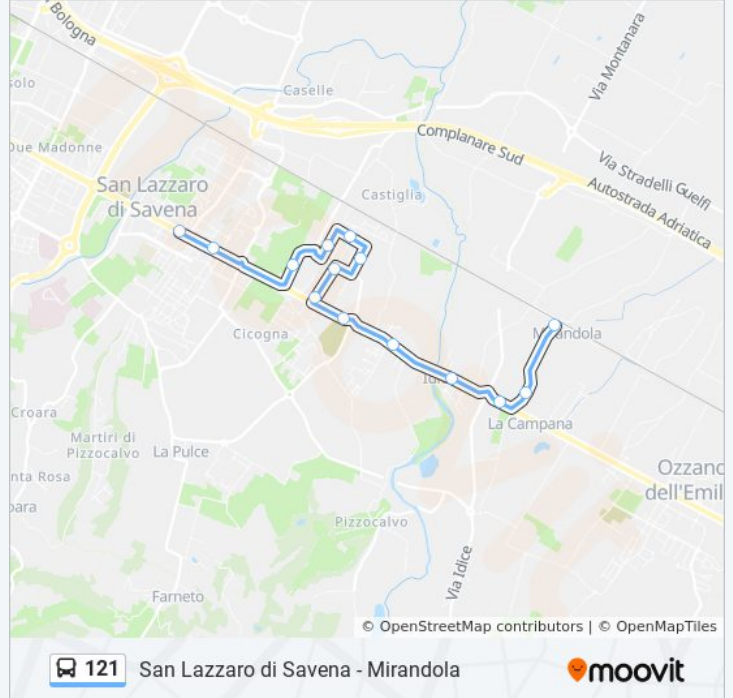 Bologna
solo
Caselle
Via Montanara
Complanare Sud
Due Madonne
Via Stradelli Guelfi
San Lazzaro
di Savena
Castiglia
Autostrada Adriatica
Cicogna
Mirandola
Croara
La Campana
Martiri di
Pizzocalvo
La Pulce
Ozzano
dell'Emil
nta Rosa
oara
Pizzocalvo
Via Idice
Farneto
© OpenStreetMap contributors | © OpenMapTiles
121 San Lazzaro di Savena - Mirandola
moovit